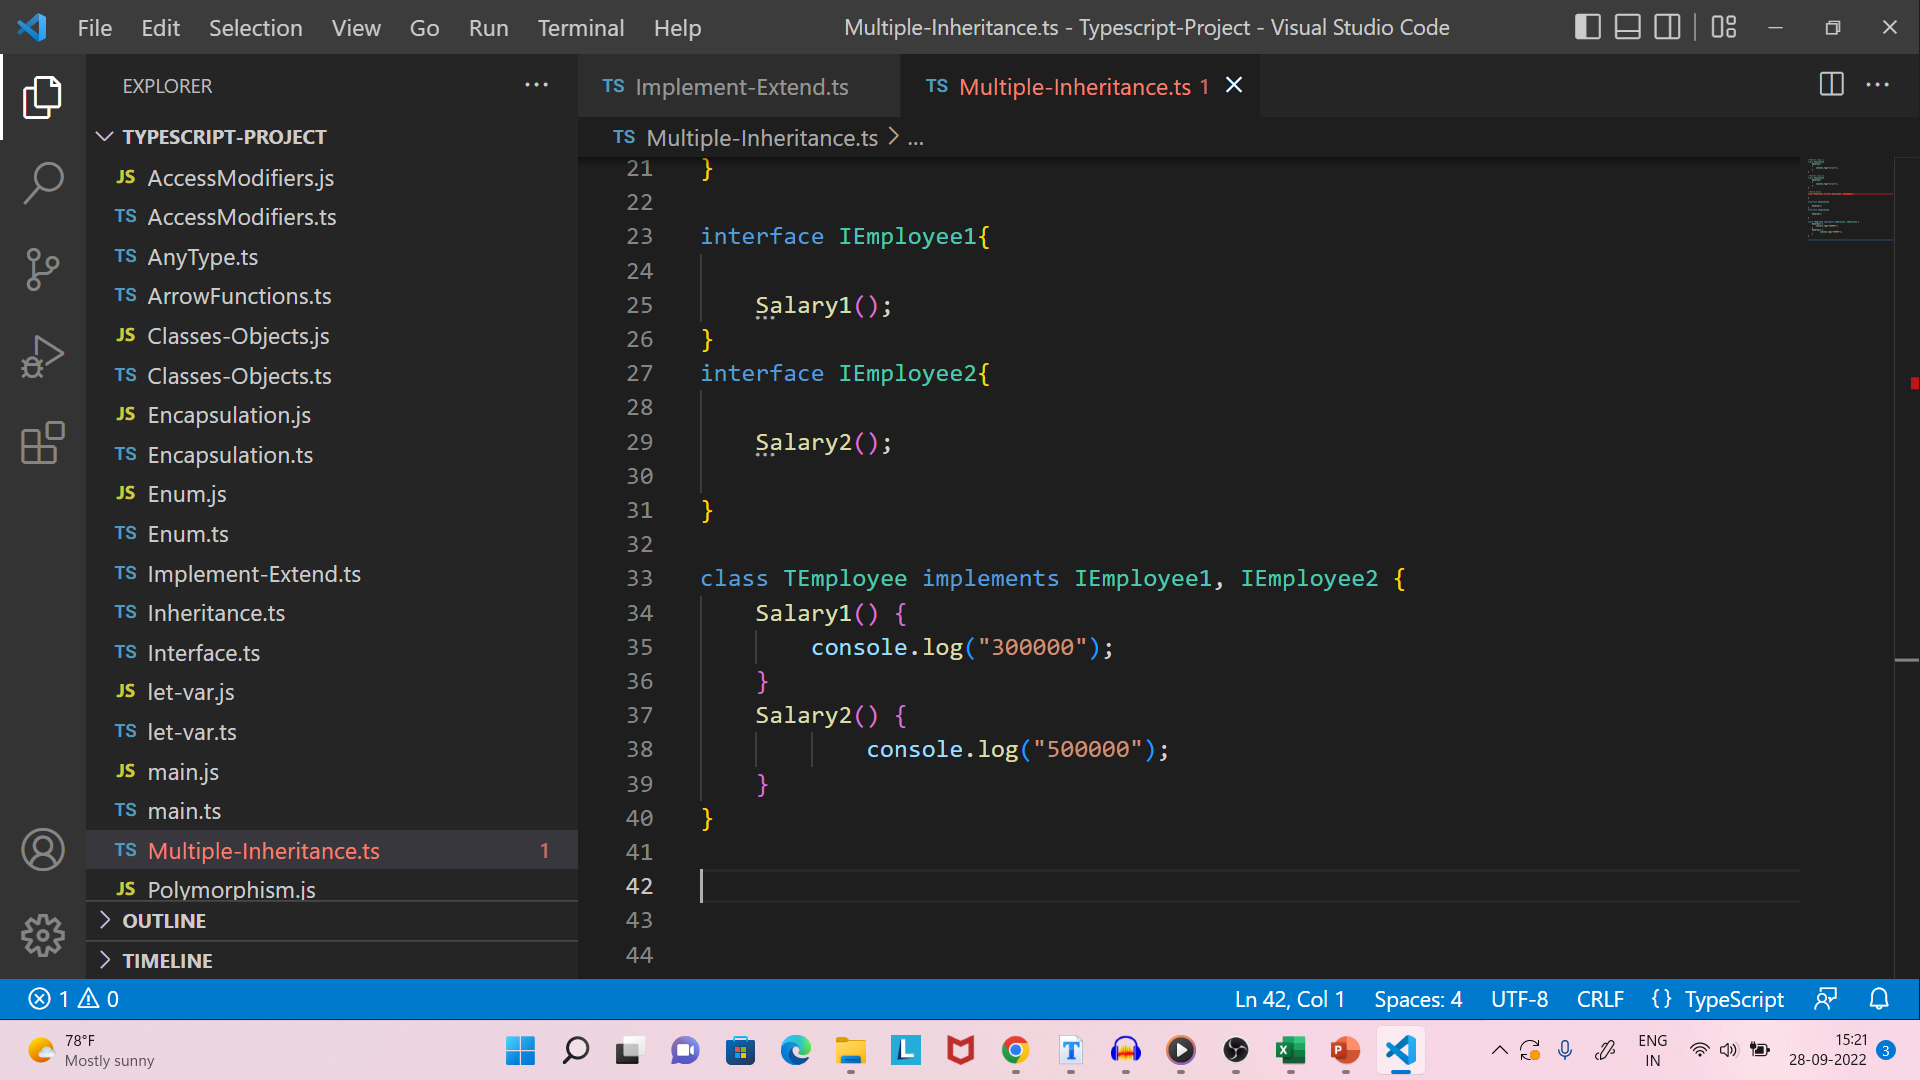 File Edit Selection View Go Run Terminal Help
Multiple-Inheritance.ts - Typescript-Project - Visual Studio Code
EXPLORER
TYPESCRIPT-PROJECT
JS AccessModifiers.js
TS AccessModifiers.ts
TS AnyType.ts
TS ArrowFunctions.ts
JS Classes-Objects.js
TS Classes-Objects.ts
JS Encapsulation.js
TS Encapsulation.ts
JS Enum.js
TS Enum.ts
TS Implement-Extend.ts
TS Inheritance.ts
TS Interface.ts
JS let-var.js
TS let-var.ts
JS main.js
TS main.ts
TS Multiple-Inheritance.ts 1
JS Polymorphism.js
OUTLINE
TIMELINE
TS Implement-Extend.ts
TS Multiple-Inheritance.ts 1
TS Multiple-Inheritance.ts > ...
21 }
22
23 interface IEmployee1{
24
25 Salary1();
26 }
27 interface IEmployee2{
28
29 Salary2();
30
31 }
32
33 class TEmployee implements IEmployee1, IEmployee2 {
34 Salary1() {
35 console.log("300000");
36 }
37 Salary2() {
38 console.log("500000");
39 }
40 }
41
42
43
44
1 0
Ln 42, Col 1 Spaces: 4 UTF-8 CRLF {} TypeScript
78°F
Mostly sunny
ENG
IN
15:21
28-09-2022
3